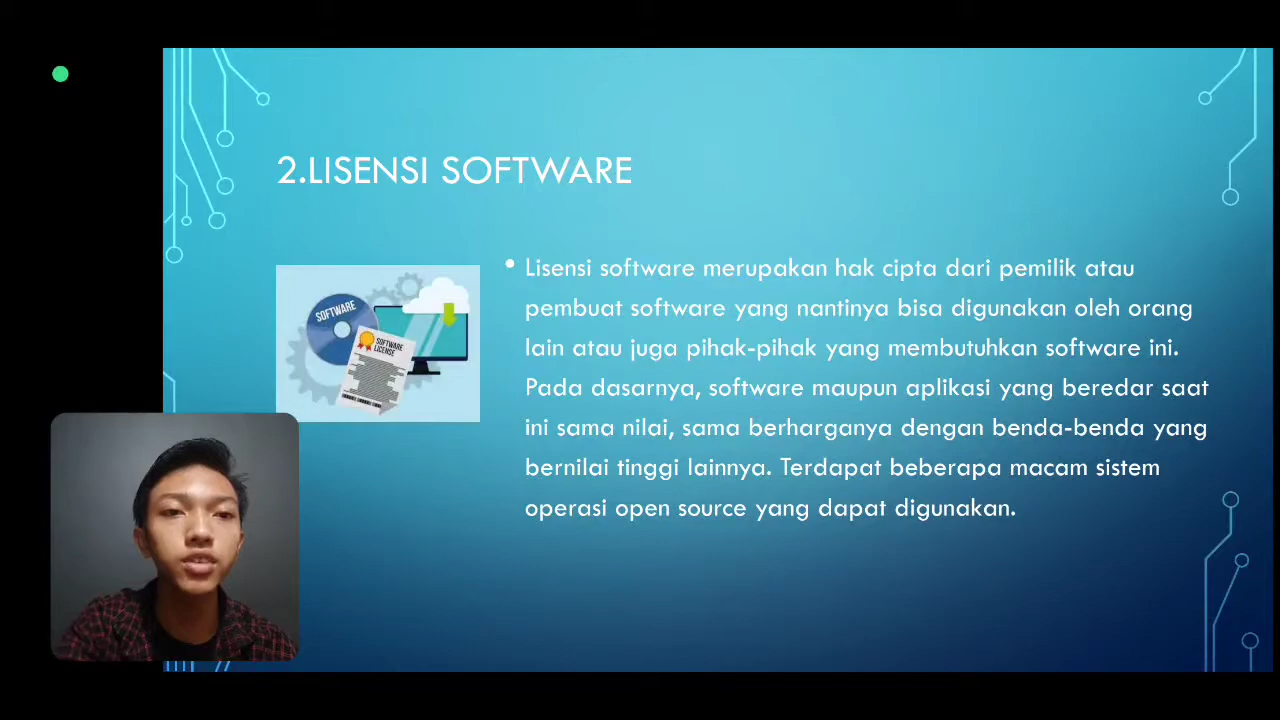 2.LISENSI SOFTWARE
SOFTWARE
SOFTWARE
LICENSE
• Lisensi software merupakan hak cipta dari pemilik atau
pembuat software yang nantinya bisa digunakan oleh orang
lain atau juga pihak-pihak yang membutuhkan software ini.
Pada dasarnya, software maupun aplikasi yang beredar saat
ini sama nilai, sama berharganya dengan benda-benda yang
bernilai tinggi lainnya. Terdapat beberapa macam sistem
operasi open source yang dapat digunakan.